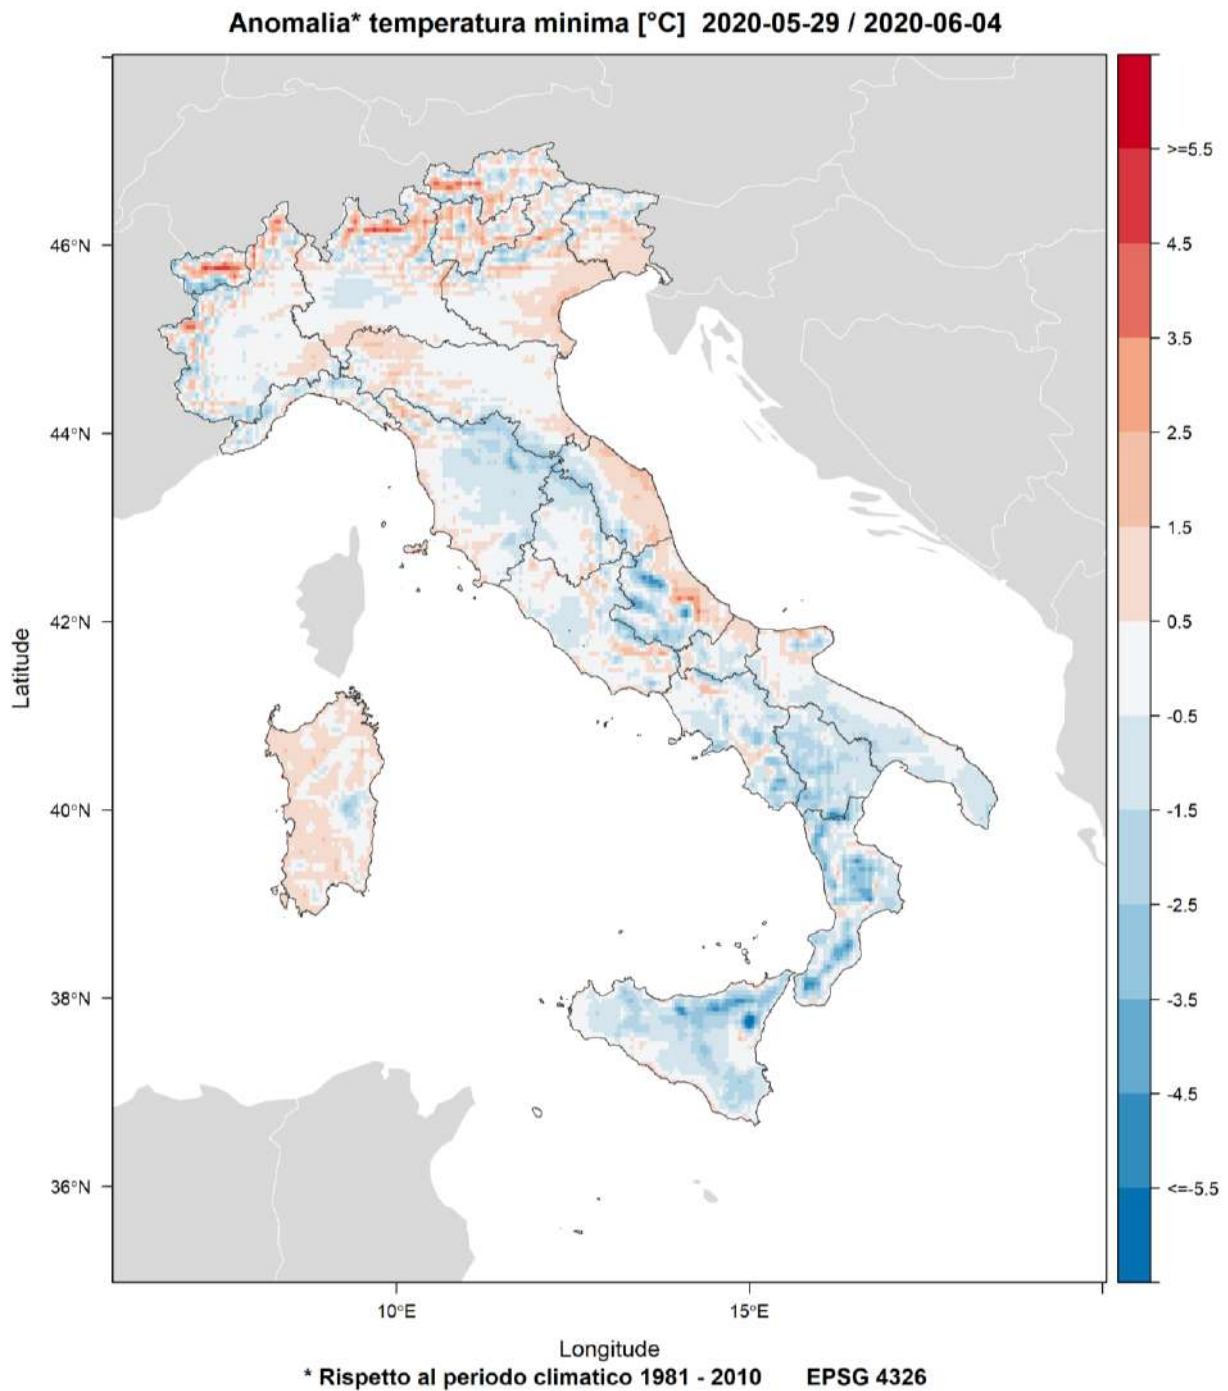 Anomalia* temperatura minima [°C] 2020-05-29 / 2020-06-04
>=5.5
4.5
3.5
2.5
1.5
0.5
-0.5
-1.5
-2.5
-3.5
-4.5
<=-5.5
46°N
44°N
42°N
40°N
38°N
36°N
Latitude
10°E
15°E
Longitude
* Rispetto al periodo climatico 1981 - 2010 EPSG 4326